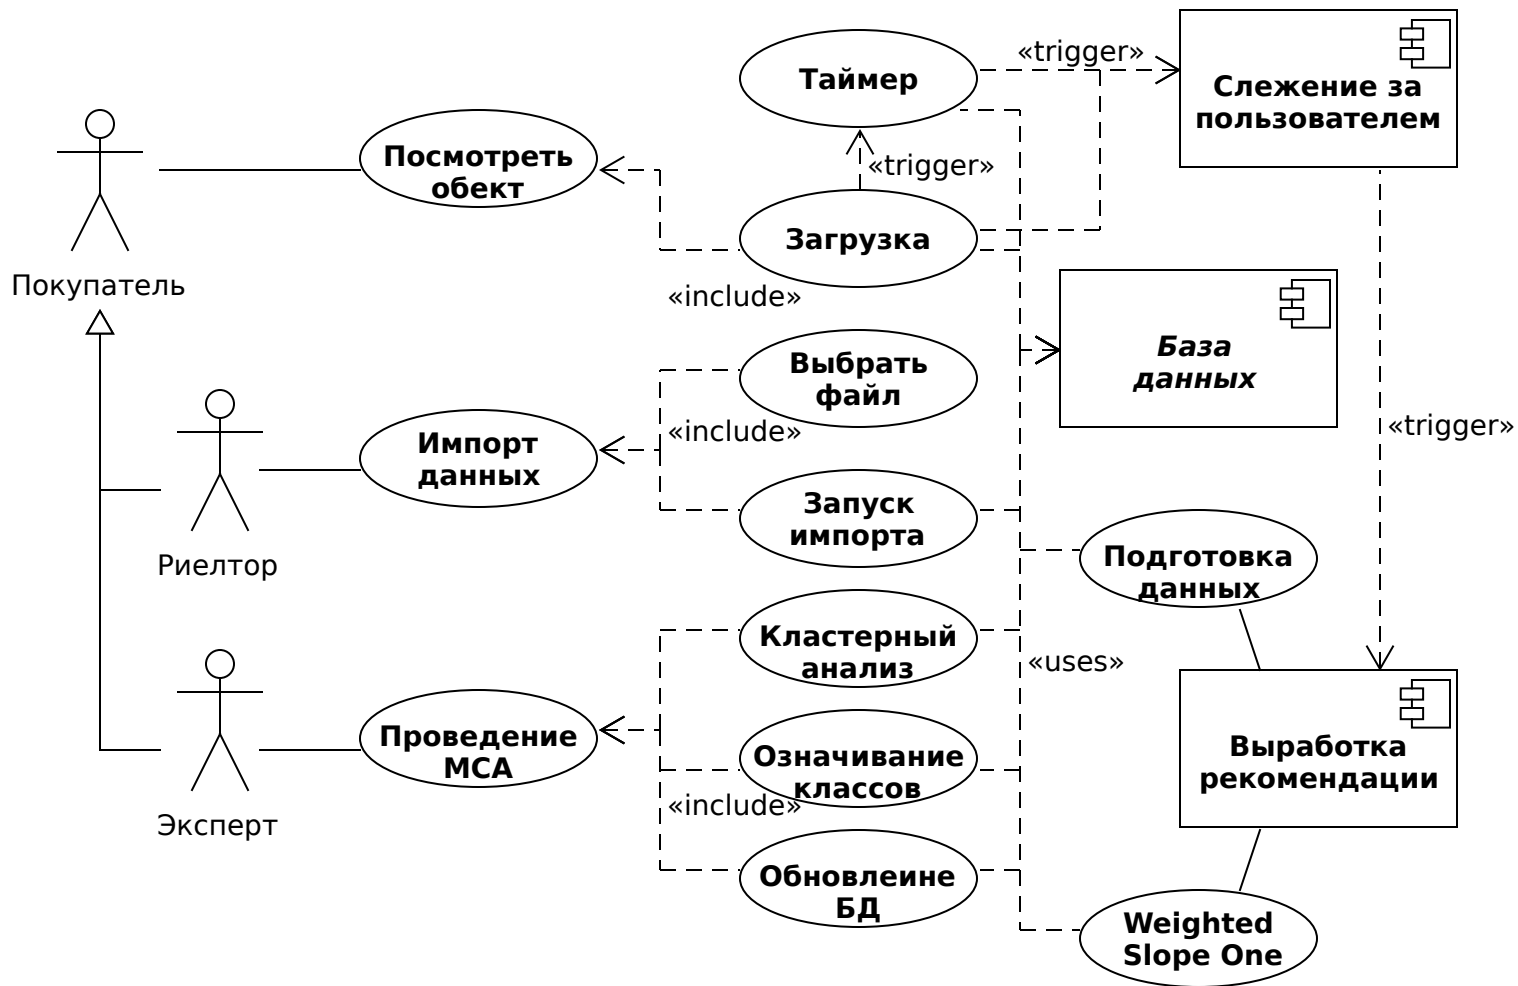 «trigger»
Таймер
Слежение за
пользователем
Посмотреть
обект
«trigger»
Загрузка
Покупатель
«include»
База
данных
Выбрать
файл
«include»
«trigger»
Импорт
данных
Запуск
импорта
Риелтор
Подготовка
данных
Кластерный
анализ
«uses»
Проведение
МСА
Означивание
классов
Выработка
рекомендации
«include»
Эксперт
Обновлеине
БД
Weighted
Slope One